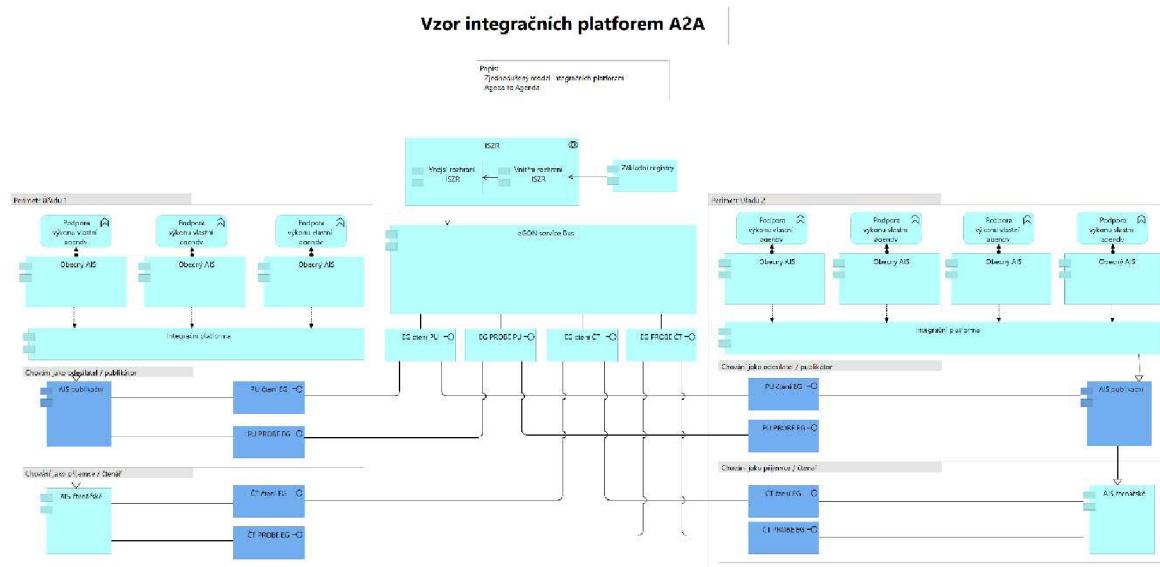 Vzor integračních platforem A2A
Popis:
Zjednodušený model integračních platforem
Agend to Agenda
ISZR
Vnější rozhraní
ISZR
Vnitřní rozhraní
ISZR
Základní registry
Perimetr Úřadu 1
Perimetr Úřadu 2
Podpora
výkonu vlastní
agendy
Podpora
výkonu vlastní
agendy
Podpora
výkonu vlastní
agendy
eGON service Bus
Podpora
výkonu vlastní
agendy
Podpora
výkonu vlastní
agendy
Podpora
výkonu vlastní
agendy
Podpora
výkonu vlastní
agendy
Obecný AIS
Obecný AIS
Obecný AIS
Obecný AIS
Obecný AIS
Obecný AIS
Obecný AIS
Integrační platforma
EG čtení PU
EG PROBE PU
EG čtení ČT
EG PROBE ČT
Integrační platforma
Chování jako odesilatel / publikátor
Chování jako odesilatel / publikátor
AIS publikační
PU čtení EG
PU čtení EG
AIS publikační
PU PROBE EG
PU PROBE EG
Chování jako příjemce / čtenář
Chování jako příjemce / čtenář
AIS čtenářské
ČT čtení EG
ČT čtení EG
AIS čtenářské
ČT PROBE EG
ČT PROBE EG